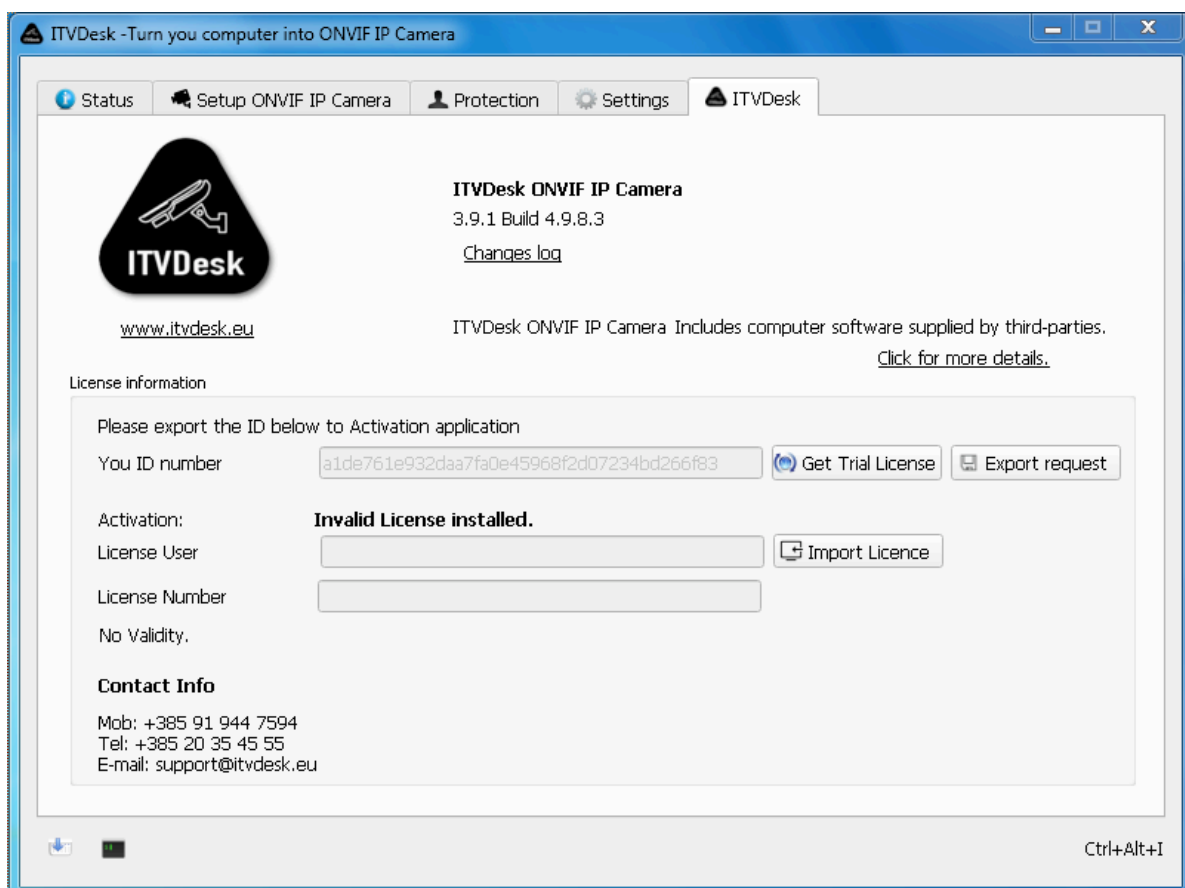 ITVDesk -Turn you computer into ONVIF IP Camera
Status Setup ONVIF IP Camera Protection Settings ITVDesk
ITVDesk
www.itvdesk.eu
ITVDesk ONVIF IP Camera
3.9.1 Build 4.9.8.3
Changes log
ITVDesk ONVIF IP Camera Includes computer software supplied by third-parties.
Click for more details.
License information
Please export the ID below to Activation application
You ID number a1de761e932daa7fa0e45968f2d07234bd266f83 Get Trial License Export request
Activation: Invalid License installed.
License User Import Licence
License Number
No Validity.
Contact Info
Mob: +385 91 944 7594
Tel: +385 20 35 45 55
E-mail: support@itvdesk.eu
Ctrl+Alt+I